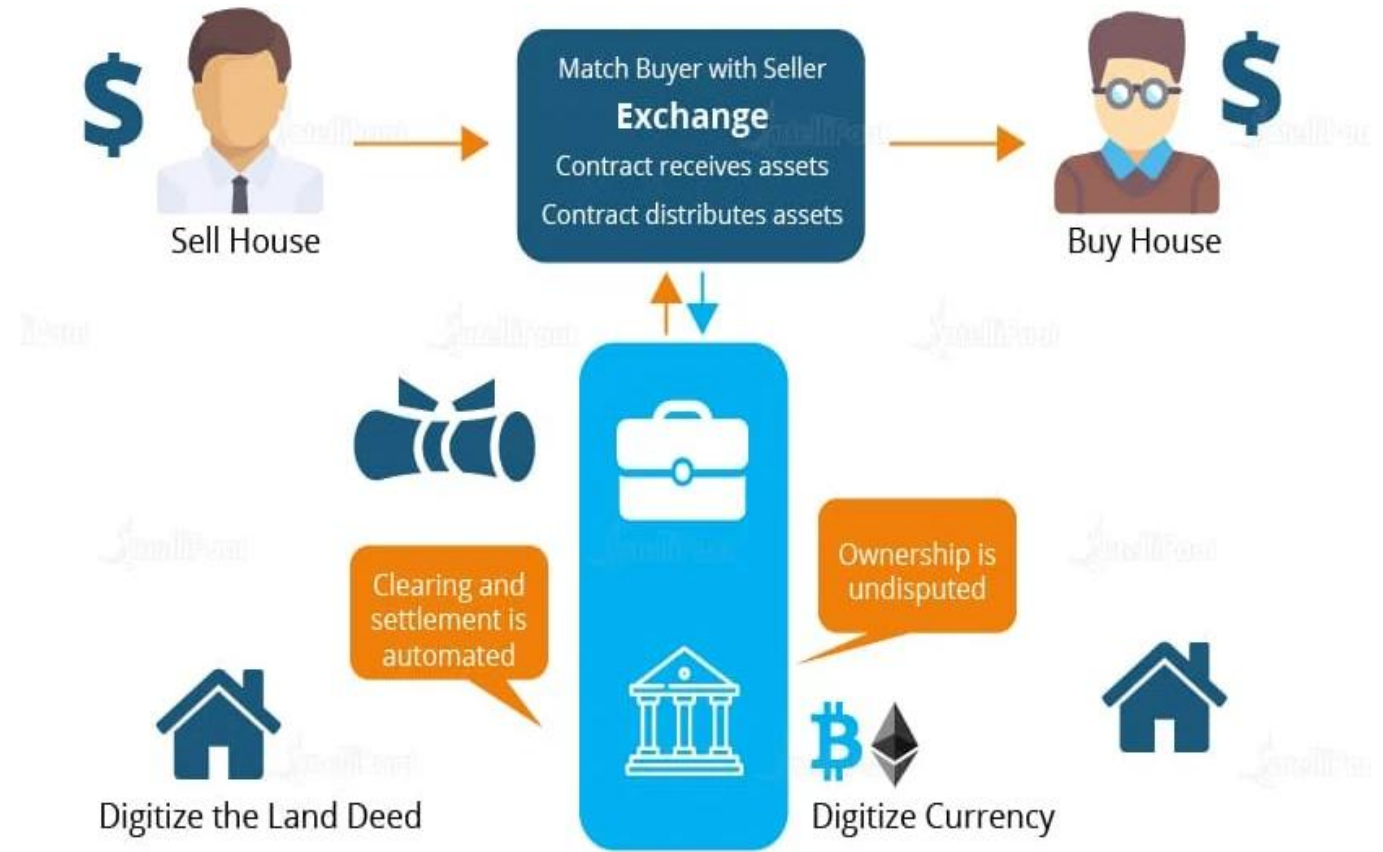 Match Buyer with Seller
Exchange
Contract receives assets
Contract distributes assets
$
$
Sell House
Buy House
Clearing and
settlement is
automated
Ownership is
undisputed
Digitize the Land Deed
Digitize Currency